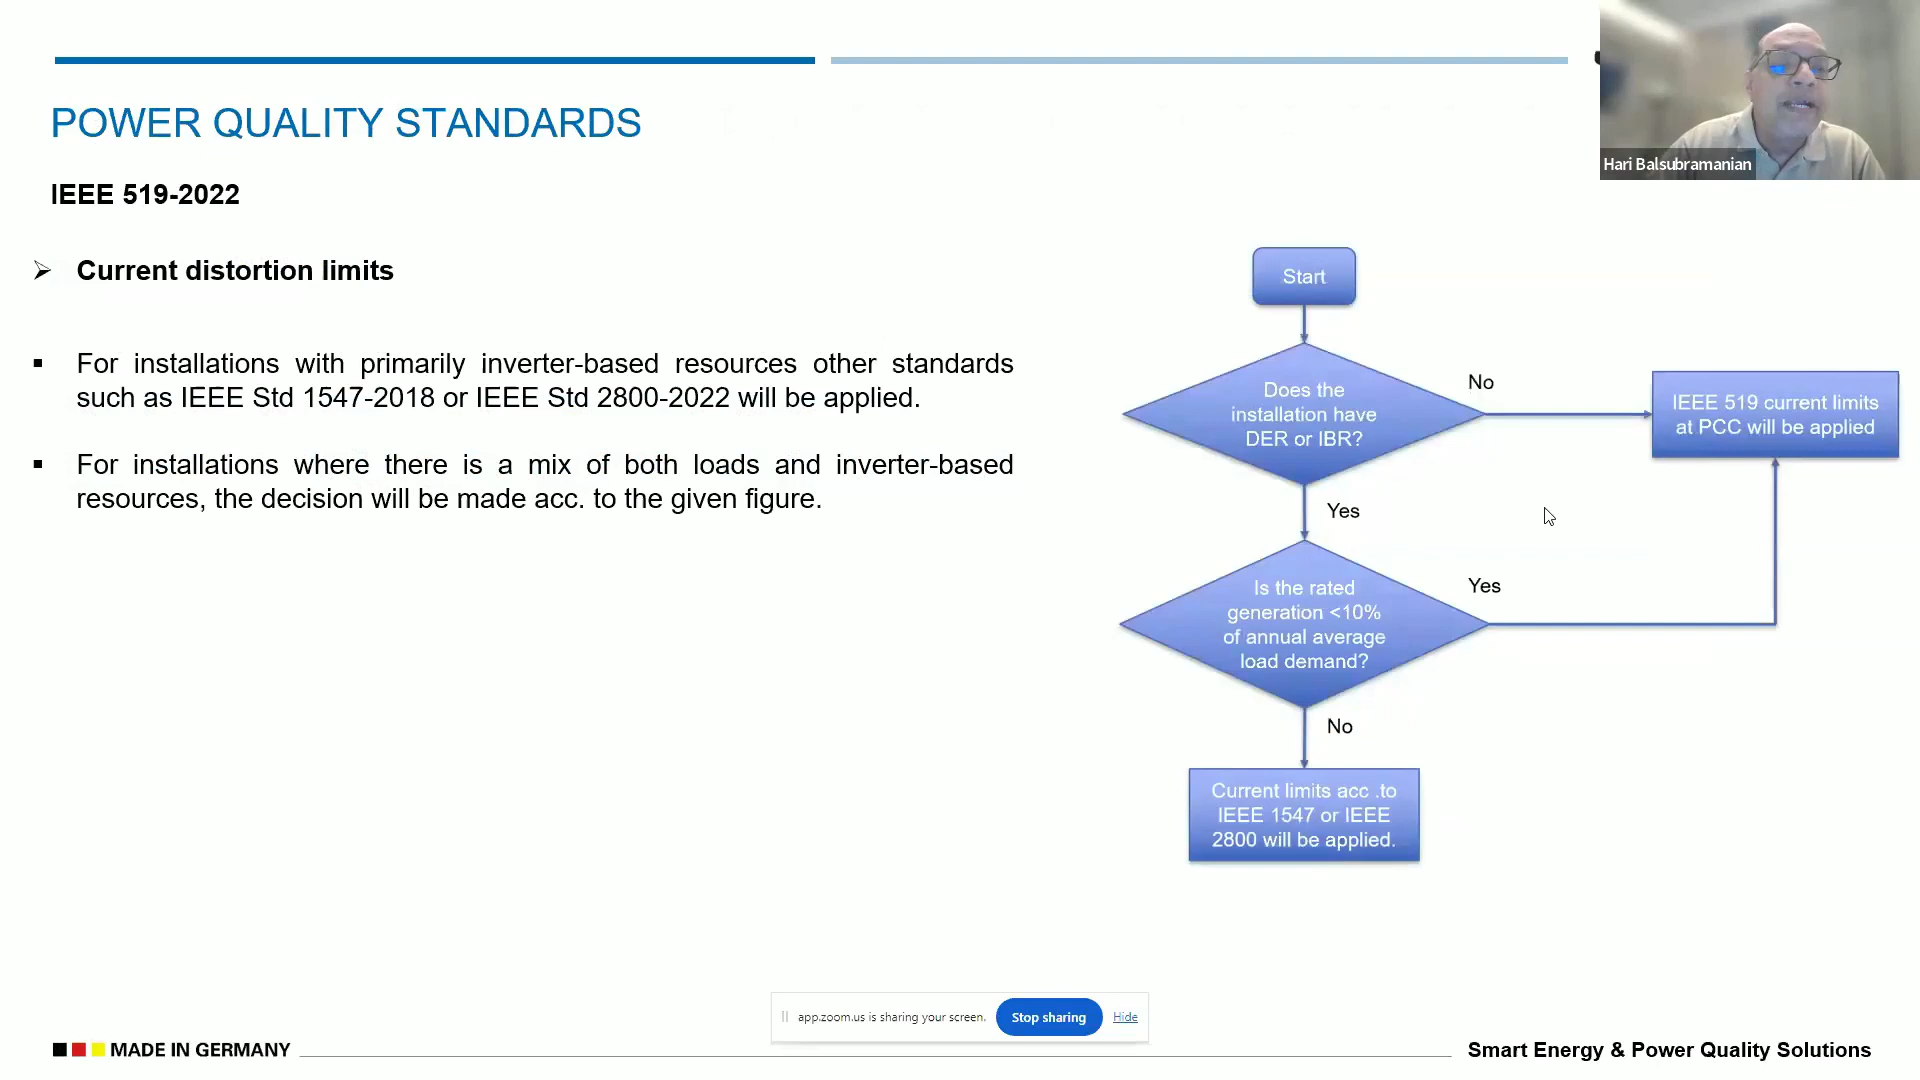 POWER QUALITY STANDARDS
Hari Balsubramanian
IEEE 519-2022
Current distortion limits
For installations with primarily inverter-based resources other standards
such as IEEE Std 1547-2018 or IEEE Std 2800-2022 will be applied.
For installations where there is a mix of both loads and inverter-based
resources, the decision will be made acc. to the given figure.
Start
Does the
installation have
DER or IBR?
No
IEEE 519 current limits
at PCC will be applied
Yes
Is the rated
generation <10%
of annual average
load demand?
Yes
No
Current limits acc .to
IEEE 1547 or IEEE
2800 will be applied.
app.zoom.us is sharing your screen.
Stop sharing
Hide
MADE IN GERMANY
Smart Energy & Power Quality Solutions